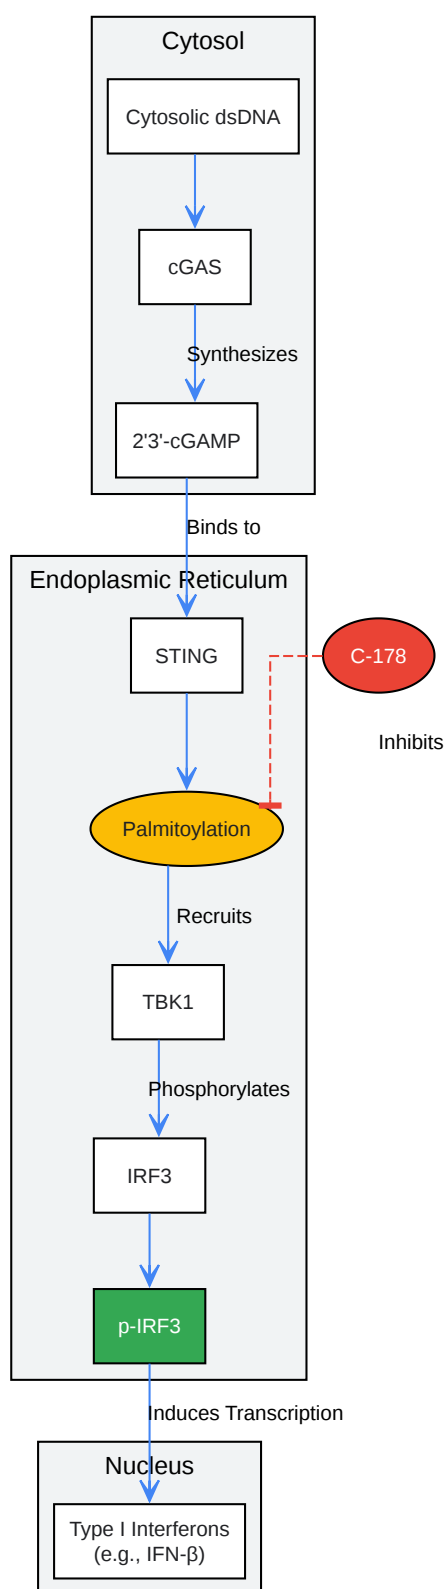 Cytosol
Cytosolic dsDNA
cGAS
Synthesizes
2'3'-cGAMP
Binds to
Endoplasmic Reticulum
STING
C-178
Inhibits
Palmitoylation
Recruits
TBK1
Phosphorylates
IRF3
p-IRF3
Induces Transcription
Nucleus
Type I Interferons
(e.g., IFN-β)